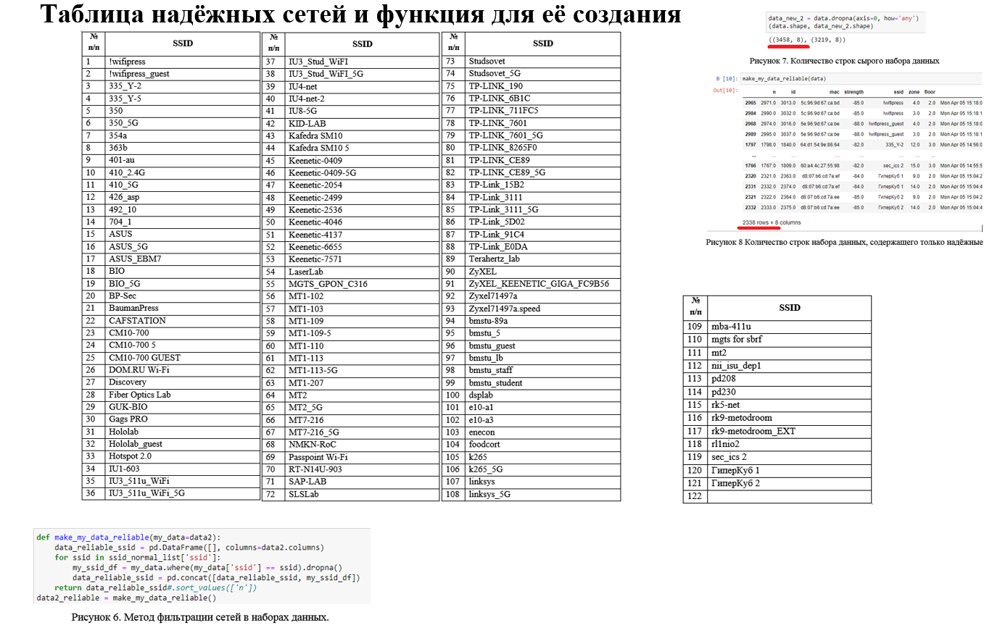 Таблица надёжных сетей и функция для её создания
№ п/п SSID
1 !wifipress
2 !wifipress_guest
3 335_Y-2
4 335_Y-5
5 350
6 350_5G
7 354a
8 363b
9 401-au
10 410_2.4G
11 410_5G
12 426_asp
13 492_10
14 704_1
15 ASUS
16 ASUS_5G
17 ASUS_EBM7
18 BIO
19 BIO_5G
20 BP-Sec
21 BaumanPress
22 CAFSTATION
23 CM10-700
24 CM10-700 5
25 CM10-700 GUEST
26 DOM.RU Wi-Fi
27 Discovery
28 Fiber Optics Lab
29 GUK-BIO
30 Gags PRO
31 Hololab
32 Hololab_guest
33 Hotspot 2.0
34 IU1-603
35 IU3_511u_WiFi
36 IU3_511u_WiFi_5G
№ п/п SSID
37 IU3_Stud_WiFI
38 IU3_Stud_WiFI_5G
39 IU4-net
40 IU4-net-2
41 IU8-5G
42 KID-LAB
43 Kafedra SM10
44 Kafedra SM10 5
45 Keenetic-0409
46 Keenetic-0409-5G
47 Keenetic-2054
48 Keenetic-2499
49 Keenetic-2536
50 Keenetic-4046
51 Keenetic-4137
52 Keenetic-6655
53 Keenetic-7571
54 LaserLab
55 MGTS_GPON_C316
56 MT1-102
57 MT1-103
58 MT1-109
59 MT1-109-5
60 MT1-110
61 MT1-113
62 MT1-113-5G
63 MT1-207
64 MT2
65 MT2_5G
66 MT7-216
67 MT7-216_5G
68 NMKN-RoC
69 Passpoint Wi-Fi
70 RT-N14U-903
71 SAP-LAB
72 SLSLab
№ п/п SSID
73 Studsovet
74 Studsovet_5G
75 TP-LINK_190
76 TP-LINK_6B1C
77 TP-LINK_711FC5
78 TP-LINK_7601
79 TP-LINK_7601_5G
80 TP-LINK_8265F0
81 TP-LINK_CE89
82 TP-LINK_CE89_5G
83 TP-Link_15B2
84 TP-Link_3111
85 TP-Link_3111_5G
86 TP-Link_5D02
87 TP-Link_91C4
88 TP-Link_E0DA
89 Terahertz_lab
90 ZyXEL
91 ZyXEL_KEENETIC_GIGA_FC9B56
92 Zyxel71497a
93 Zyxel71497a.speed
94 bmstu-89a
95 bmstu_5
96 bmstu_guest
97 bmstu_lb
98 bmstu_staff
99 bmstu_student
100 dsplab
101 e10-a1
102 e10-a3
103 enecon
104 foodcort
105 k265
106 k265_5G
107 linksys
108 linksys_5G
data_new_2 = data.dropna(axis=0, how='any')
(data.shape, data_new_2.shape)
((3458, 8), (3219, 8))
Рисунок 7. Количество строк сырого набора данных
В [10]: make_my_data_reliable(data)
Out[10]:
n id mac strength ssid zone floor
2965 2971.0 3013.0 5c:96:9d:67:ca:bd -85.0 !wifipress 4.0 2.0 Mon Apr 05 15:18:0
2984 2990.0 3032.0 5c:96:9d:67:ca:bd -85.0 !wifipress 3.0 2.0 Mon Apr 05 15:18:1
2968 2974.0 3016.0 5e:96:9d:67:ca:be -88.0 !wifipress_guest 4.0 2.0 Mon Apr 05 15:18:0
2989 2995.0 3037.0 5e:96:9d:67:ca:be -88.0 !wifipress_guest 3.0 2.0 Mon Apr 05 15:18:1
1797 1798.0 1840.0 64:d1:54:9e:86:64 -82.0 335_Y-2 12.0 3.0 Mon Apr 05 14:56:0
... ... ... ... ... ... ... ...
1766 1767.0 1809.0 60:a4:4c:27:55:98 -82.0 sec_ics 2 15.0 3.0 Mon Apr 05 14:55:5
2320 2321.0 2363.0 d8:07:b6:cd:7a:ef -84.0 ГиперКуб 1 9.0 2.0 Mon Apr 05 15:04:2
2331 2332.0 2374.0 d8:07:b6:cd:7a:ef -84.0 ГиперКуб 1 14.0 2.0 Mon Apr 05 15:04:4
2321 2322.0 2364.0 d8:07:b6:cd:7a:ee -85.0 ГиперКуб 2 9.0 2.0 Mon Apr 05 15:04:2
2332 2333.0 2375.0 d8:07:b6:cd:7a:ee -85.0 ГиперКуб 2 14.0 2.0 Mon Apr 05 15:04:4
2338 rows × 8 columns
Рисунок 8 Количество строк набора данных, содержащего только надёжные
№ п/п SSID
109 mba-411u
110 mgts for sbrf
111 mt2
112 nii_isu_dep1
113 pd208
114 pd230
115 rk5-net
116 rk9-metodroom
117 rk9-metodroom_EXT
118 rl1nio2
119 sec_ics 2
120 ГиперКуб 1
121 ГиперКуб 2
122
def make_my_data_reliable(my_data=data2):
data_reliable_ssid = pd.DataFrame([], columns=data2.columns)
for ssid in ssid_normal_list['ssid']:
my_ssid_df = my_data.where(my_data['ssid'] == ssid).dropna()
data_reliable_ssid = pd.concat([data_reliable_ssid, my_ssid_df])
return data_reliable_ssid#.sort_values(['n'])
data2_reliable = make_my_data_reliable()
Рисунок 6. Метод фильтрации сетей в наборах данных.